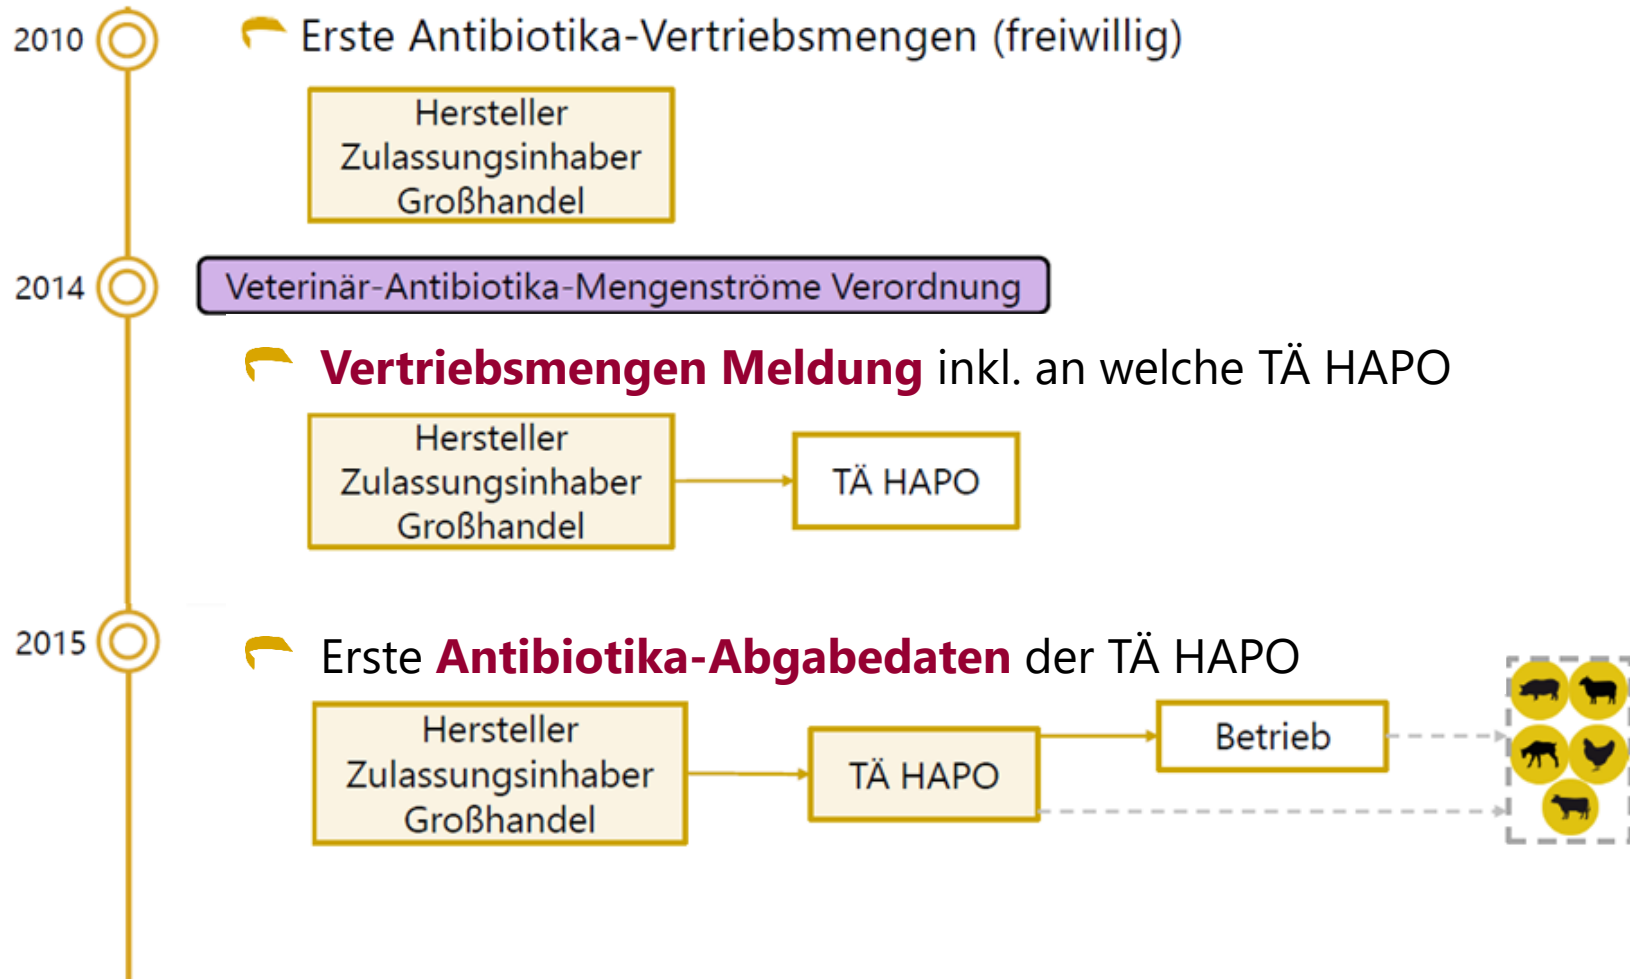 2010
Erste Antibiotika-Vertriebsmengen (freiwillig)
Hersteller
Zulassungsinhaber
Großhandel
2014
Veterinär-Antibiotika-Mengenströme Verordnung
Vertriebsmengen Meldung inkl. an welche TÄ HAPO
Hersteller
Zulassungsinhaber
Großhandel
TÄ HAPO
2015
Erste Antibiotika-Abgabedaten der TÄ HAPO
Hersteller
Zulassungsinhaber
Großhandel
TÄ HAPO
Betrieb